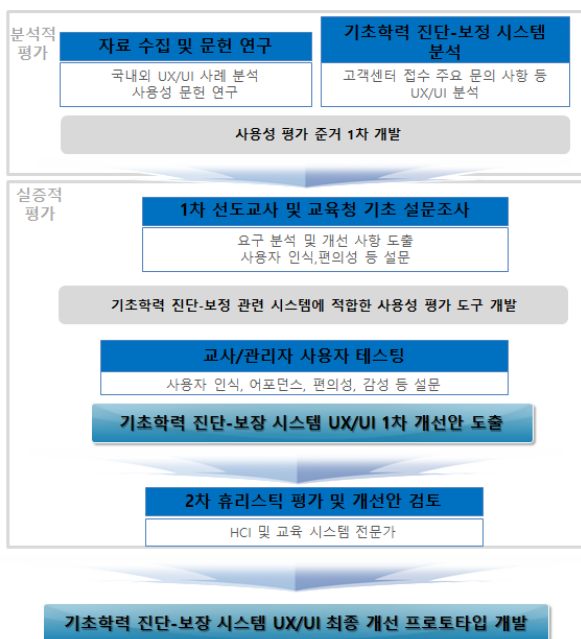 분석적
평가
자료 수집 및 문헌 연구
국내외 UX/UI 사례 분석
사용성 문헌 연구
기초학력 진단-보정 시스템
분석
고객센터 접수 주요 문의 사항 등
UX/UI 분석
사용성 평가 준거 1차 개발
실증적
평가
1차 선도교사 및 교육청 기초 설문조사
요구 분석 및 개선 사항 도출
사용자 인식,편의성 등 설문
기초학력 진단-보정 관련 시스템에 적합한 사용성 평가 도구 개발
교사/관리자 사용자 테스팅
사용자 인식, 어포던스, 편의성, 감성 등 설문
기초학력 진단-보장 시스템 UX/UI 1차 개선안 도출
2차 휴리스틱 평가 및 개선안 검토
HCI 및 교육 시스템 전문가
기초학력 진단-보장 시스템 UX/UI 최종 개선 프로토타입 개발